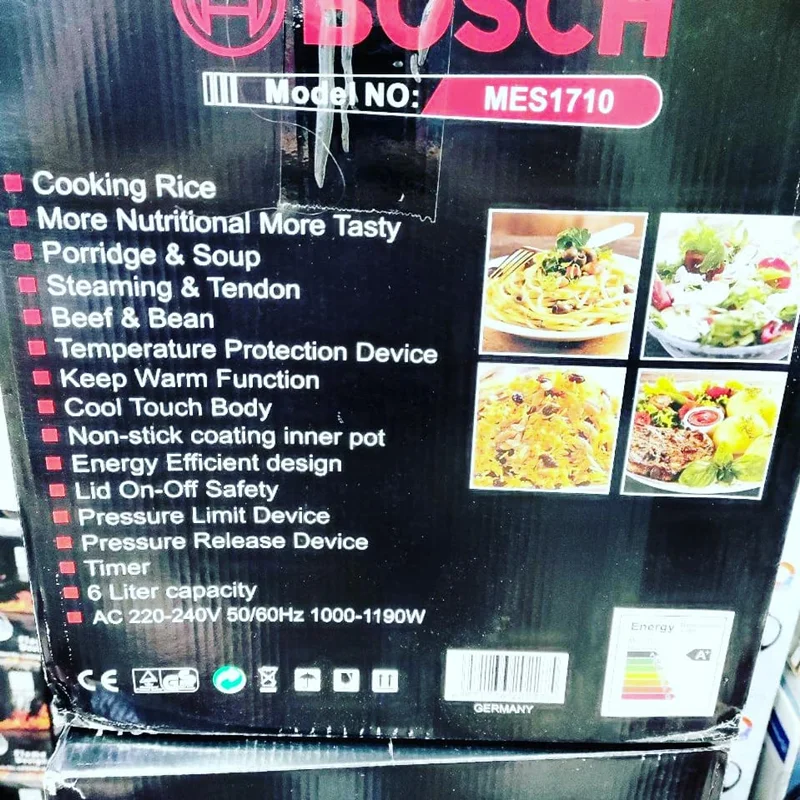 BOSCH
Model NO: MES1710
Cooking Rice
More Nutritional More Tasty
Porridge & Soup
Steaming & Tendon
Beef & Bean
Temperature Protection Device
Keep Warm Function
Cool Touch Body
Non-stick coating inner pot
Energy Efficient design
Lid On-Off Safety
Pressure Limit Device
Pressure Release Device
Timer
6 Liter capacity
AC 220-240V 50/60Hz 1000-1190W
CE
GS
GERMANY
Energy
A
A+